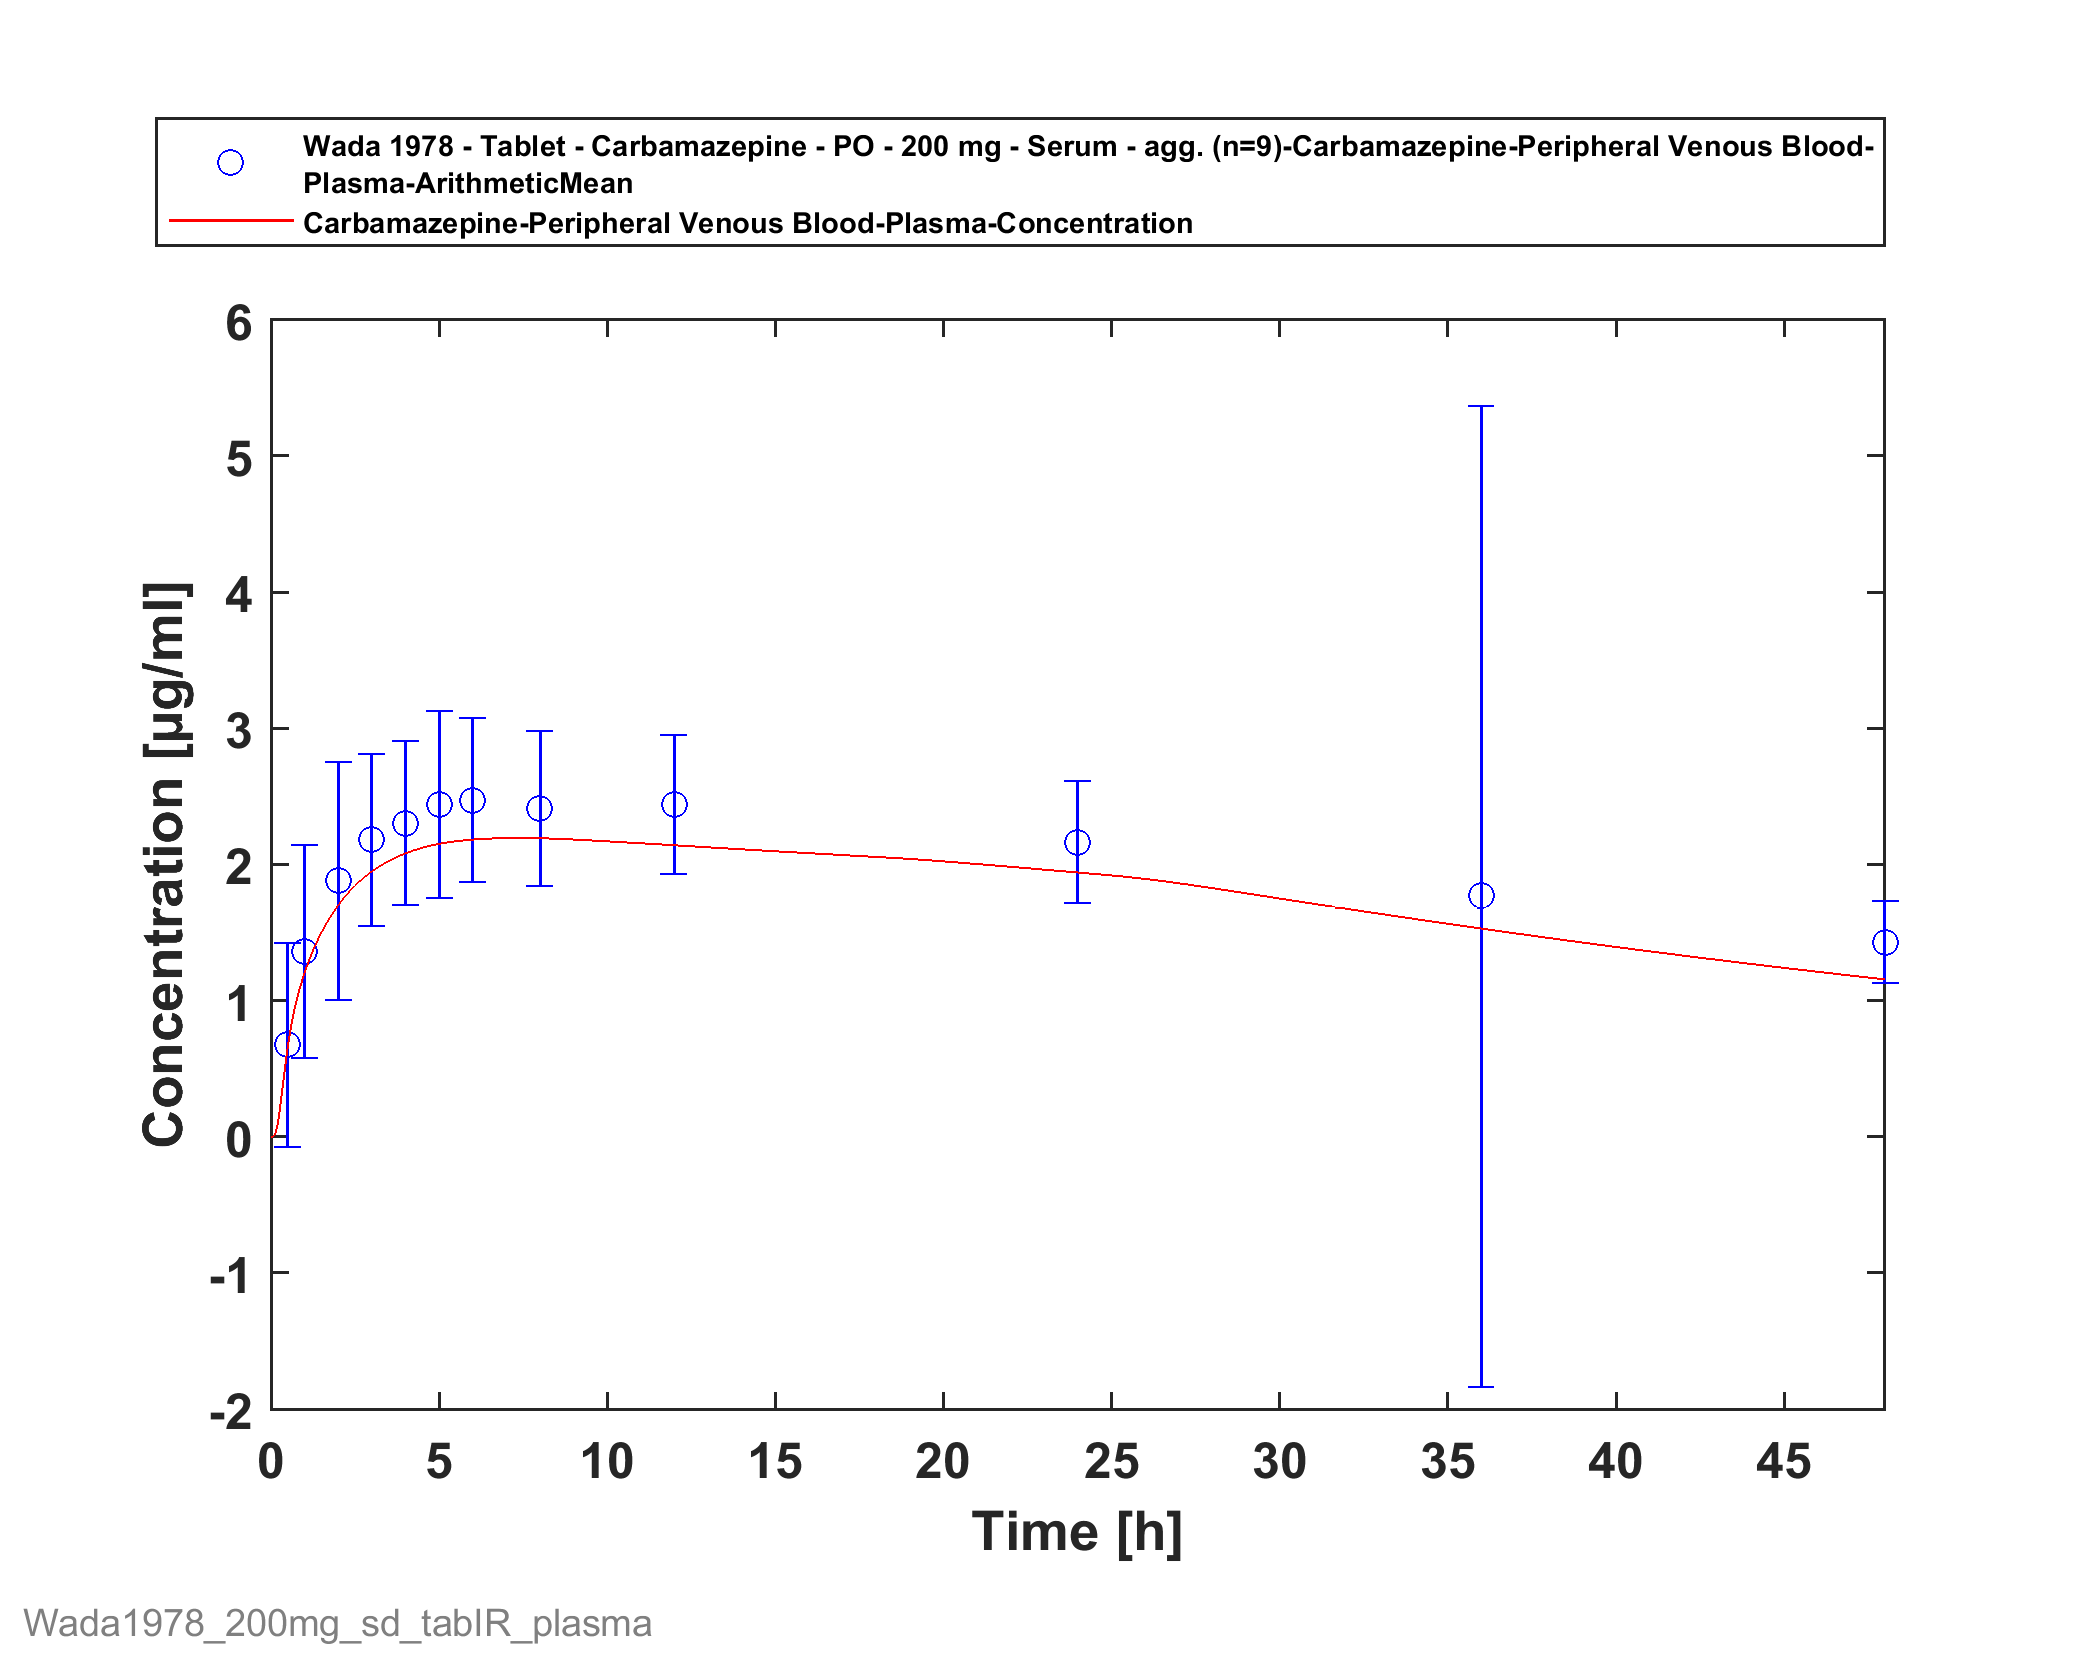 Wada 1978 - Tablet - Carbamazepine - PO - 200 mg - Serum - agg. (n=9)-Carbamazepine-Peripheral Venous Blood-
Plasma-ArithmeticMean
Carbamazepine-Peripheral Venous Blood-Plasma-Concentration
6
5
4
3
2
1
0
-1
-2
Concentration [µg/ml]
0 5 10 15 20 25 30 35 40 45
Time [h]
Wada1978_200mg_sd_tabIR_plasma